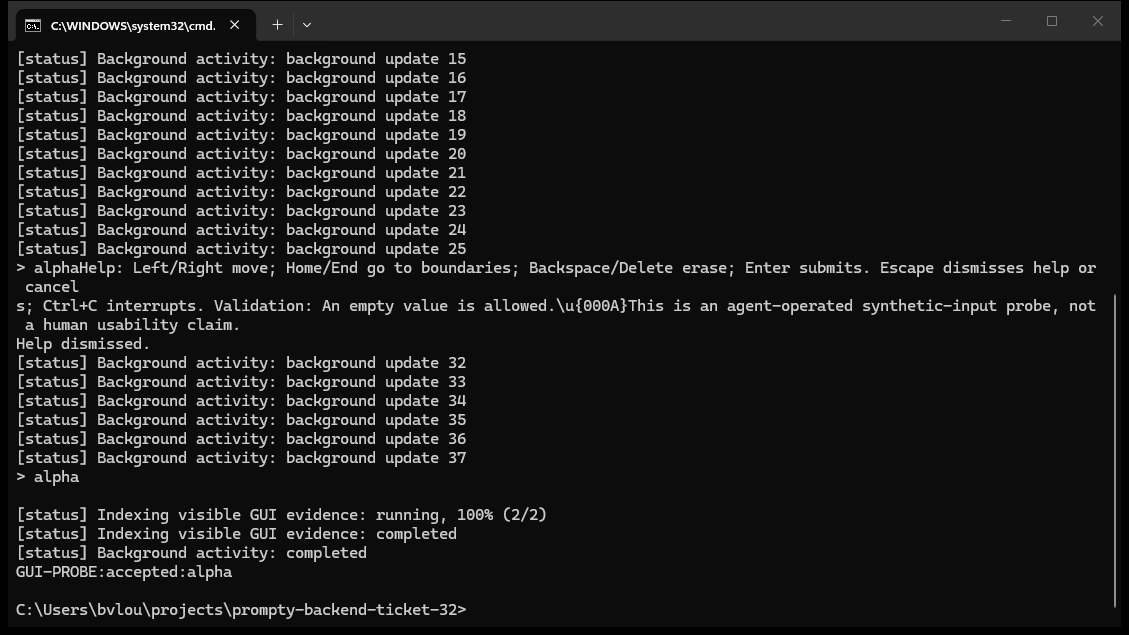 C:\WINDOWS\system32\cmd.
[status] Background activity: background update 15
[status] Background activity: background update 16
[status] Background activity: background update 17
[status] Background activity: background update 18
[status] Background activity: background update 19
[status] Background activity: background update 20
[status] Background activity: background update 21
[status] Background activity: background update 22
[status] Background activity: background update 23
[status] Background activity: background update 24
[status] Background activity: background update 25
> alphaHelp: Left/Right move; Home/End go to boundaries; Backspace/Delete erase; Enter submits. Escape dismisses help or
 cancel
s; Ctrl+C interrupts. Validation: An empty value is allowed.\u{000A}This is an agent-operated synthetic-input probe, not
 a human usability claim.
Help dismissed.
[status] Background activity: background update 32
[status] Background activity: background update 33
[status] Background activity: background update 34
[status] Background activity: background update 35
[status] Background activity: background update 36
[status] Background activity: background update 37
> alpha
[status] Indexing visible GUI evidence: running, 100% (2/2)
[status] Indexing visible GUI evidence: completed
[status] Background activity: completed
GUI-PROBE:accepted:alpha
C:\Users\bvlou\projects\prompty-backend-ticket-32>